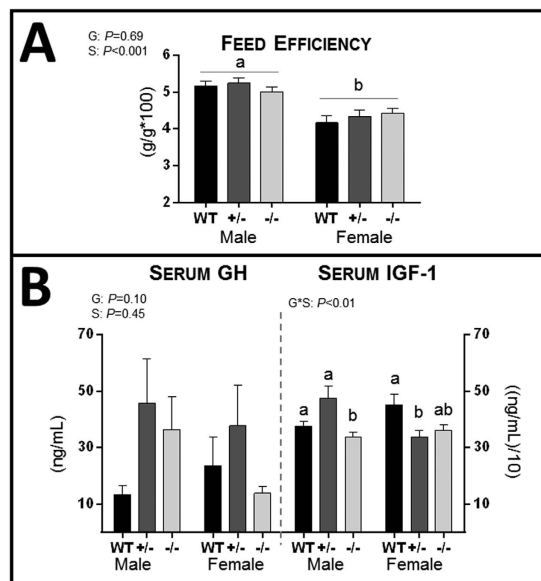 A
G: P=0.69
S: P<0.001
FEED EFFICIENCY
a
b
(g/g*100)
6
5
4
3
2
WT +/- -/- WT +/- -/-
Male Female
B
SERUM GH SERUM IGF-1
G: P=0.10
S: P=0.45
G*S: P<0.01
70 70
50 50
30 30
10 10
a a b a b ab
(ng/mL) ((ng/mL)/10)
WT +/- -/- WT +/- -/- WT +/- -/- WT +/- -/-
Male Female Male Female